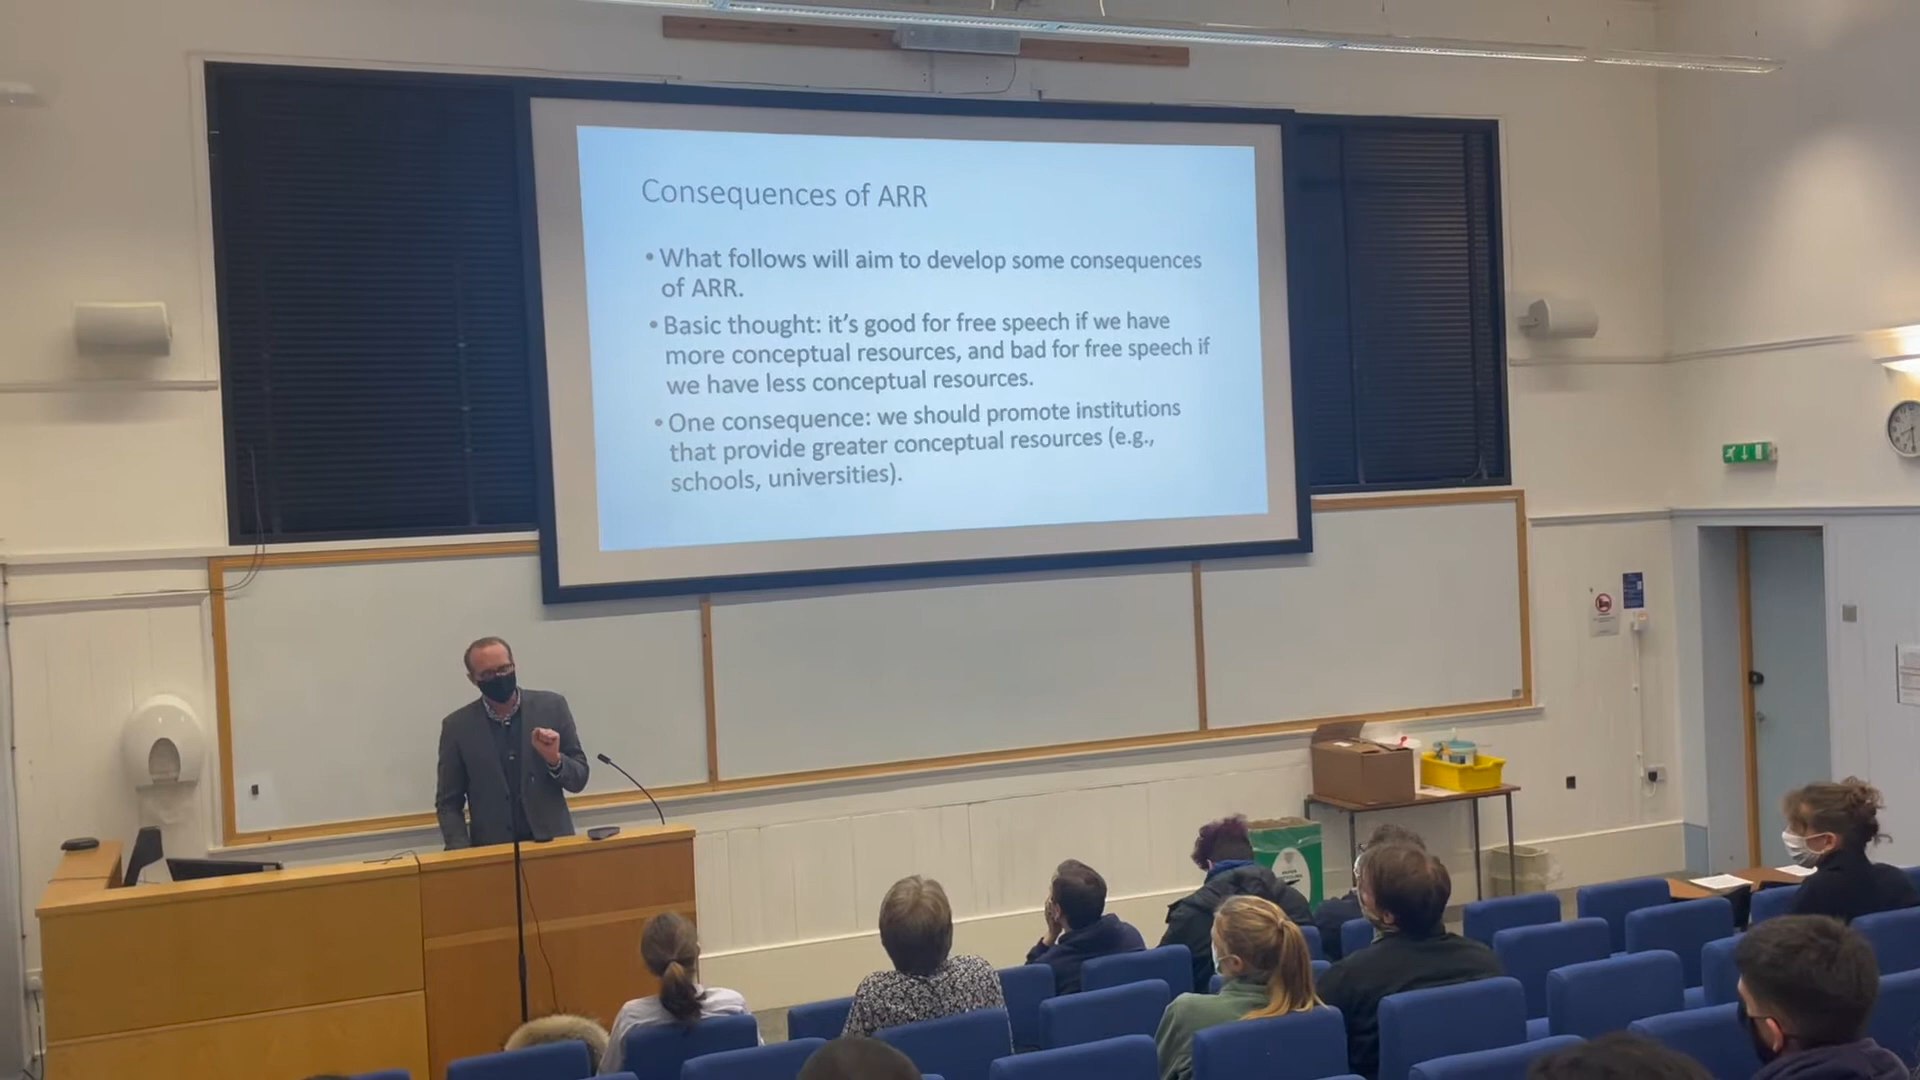 Consequences of ARR
• What follows will aim to develop some consequences
of ARR.
• Basic thought: it's good for free speech if we have
more conceptual resources, and bad for free speech if
we have less conceptual resources.
• One consequence: we should promote institutions
that provide greater conceptual resources (e.g.,
schools, universities).